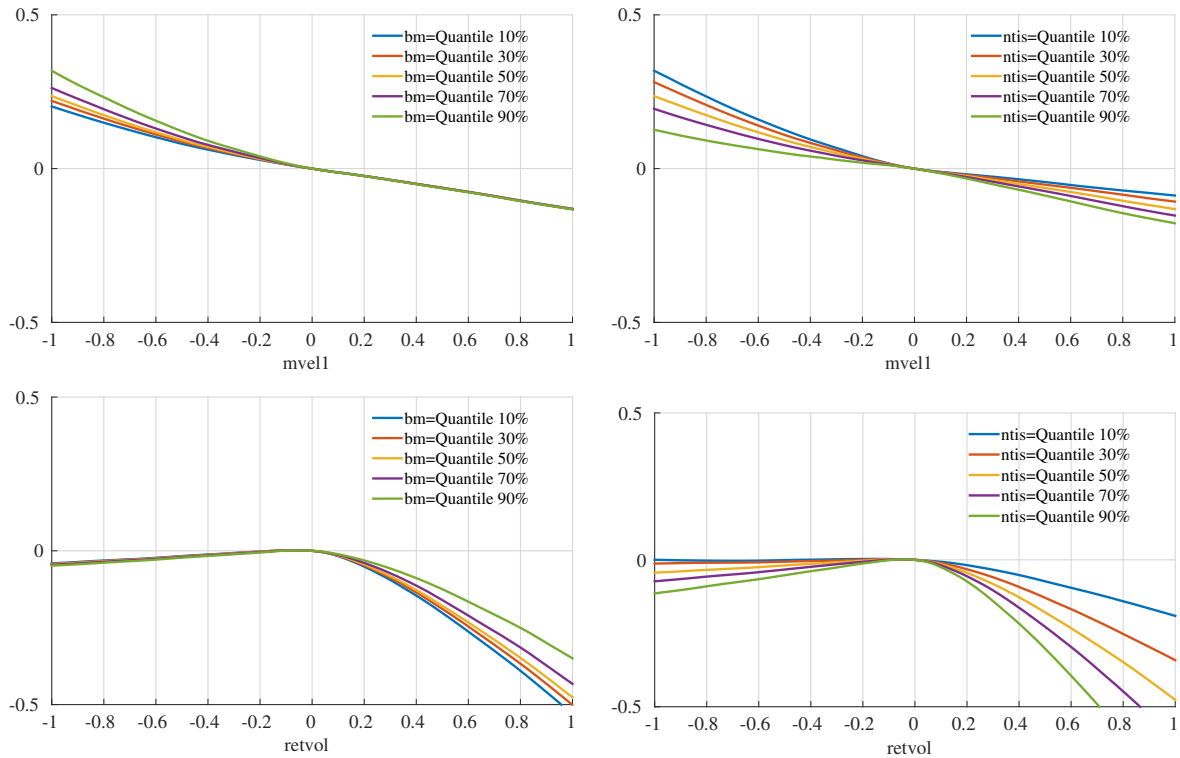 0.5
bm=Quantile 10%
bm=Quantile 30%
bm=Quantile 50%
bm=Quantile 70%
bm=Quantile 90%
0
-0.5
-1 -0.8 -0.6 -0.4 -0.2 0 0.2 0.4 0.6 0.8 1
mvel1
0.5
ntis=Quantile 10%
ntis=Quantile 30%
ntis=Quantile 50%
ntis=Quantile 70%
ntis=Quantile 90%
0
-0.5
-1 -0.8 -0.6 -0.4 -0.2 0 0.2 0.4 0.6 0.8 1
mvel1
0.5
bm=Quantile 10%
bm=Quantile 30%
bm=Quantile 50%
bm=Quantile 70%
bm=Quantile 90%
0
-0.5
-1 -0.8 -0.6 -0.4 -0.2 0 0.2 0.4 0.6 0.8 1
retvol
0.5
ntis=Quantile 10%
ntis=Quantile 30%
ntis=Quantile 50%
ntis=Quantile 70%
ntis=Quantile 90%
0
-0.5
-1 -0.8 -0.6 -0.4 -0.2 0 0.2 0.4 0.6 0.8 1
retvol